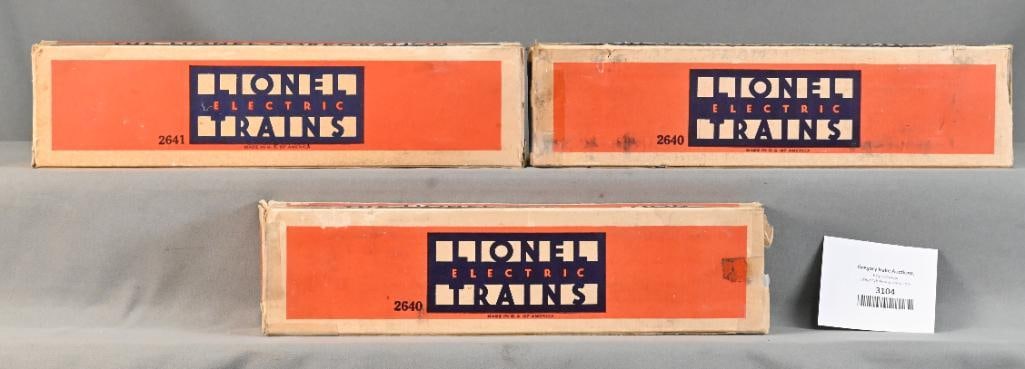 LIONEL
ELECTRIC
TRAINS
2641
MADE IN U. S. OF AMERICA
LIONEL
ELECTRIC
TRAINS
2640
MADE IN U. S. OF AMERICA
LIONEL
ELECTRIC
TRAINS
2640
MADE IN U. S. OF AMERICA
3104